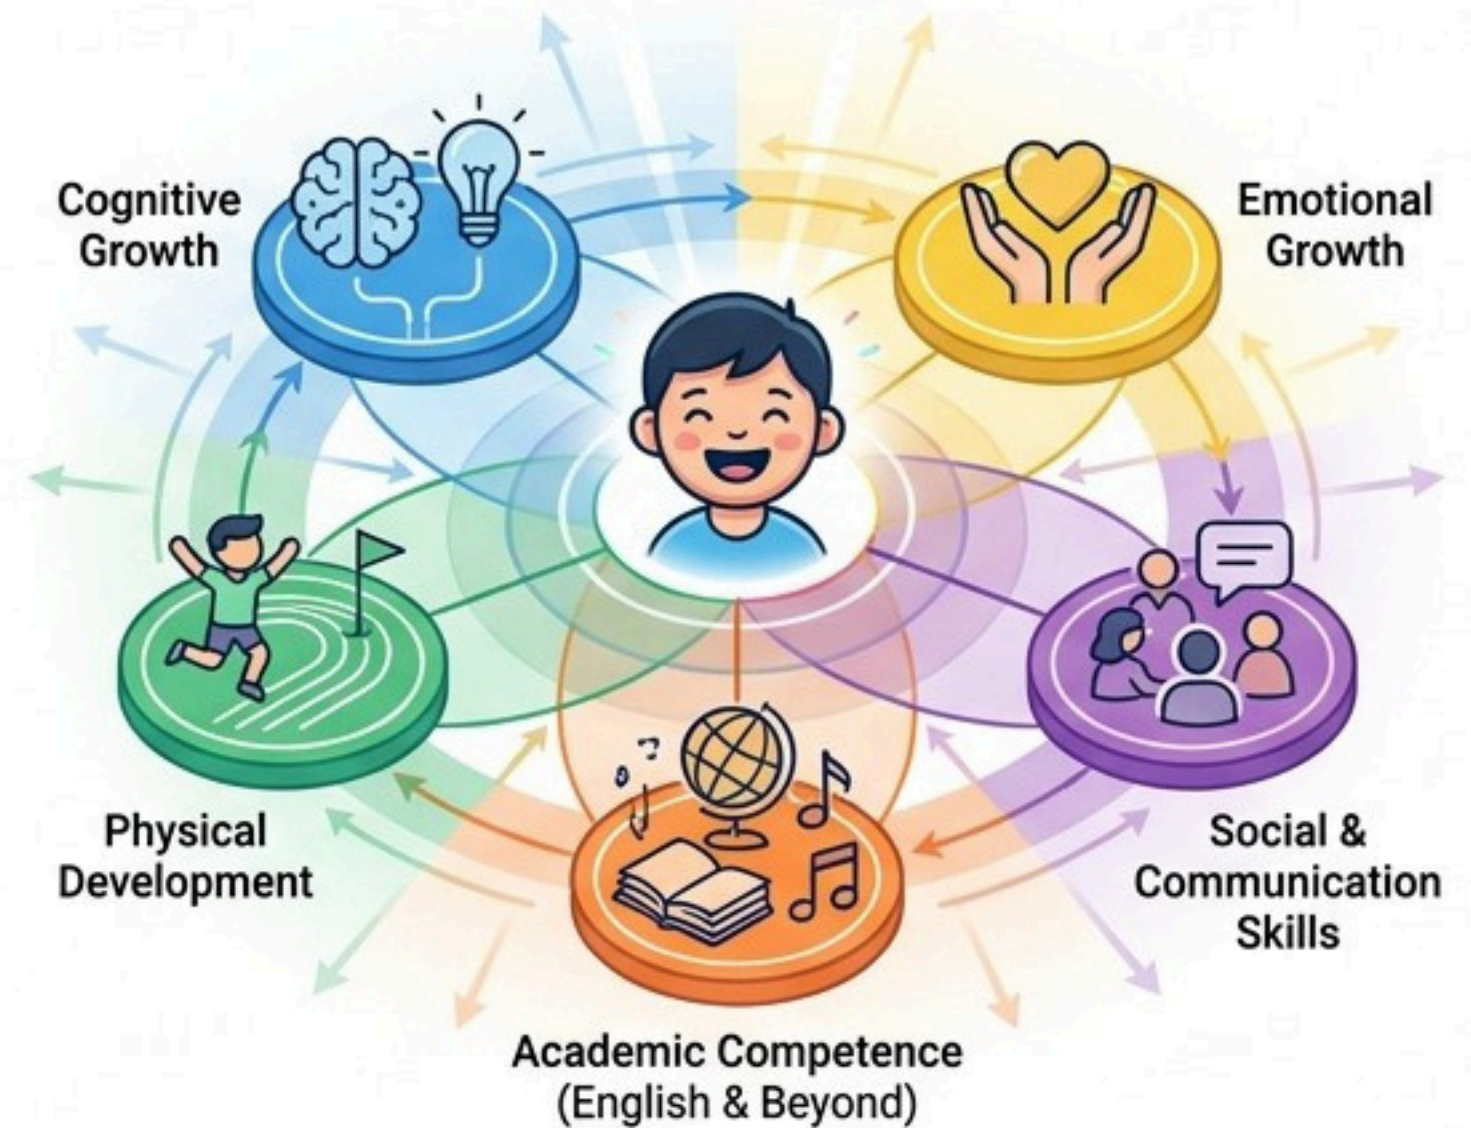 Cognitive
Growth
Emotional
Growth
Physical
Development
Social &
Communication
Skills
Academic Competence
(English & Beyond)